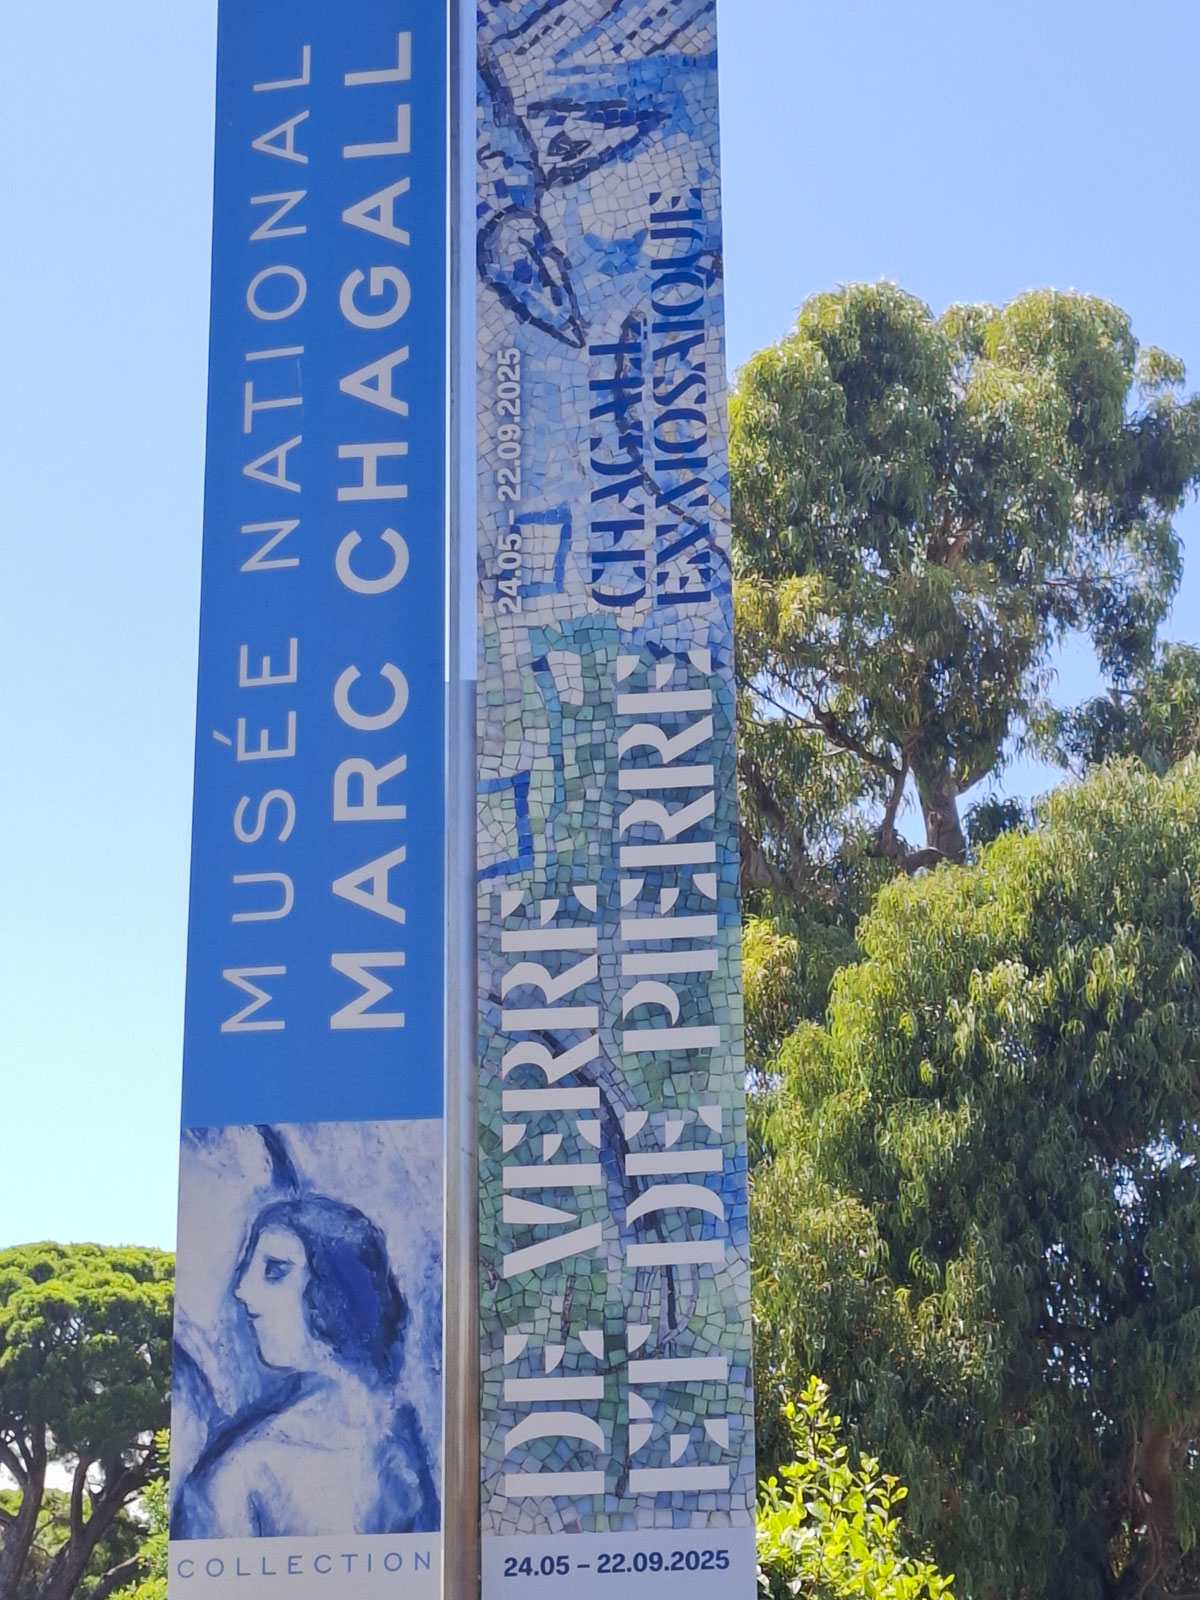 MUSÉE NATIONAL
MARC CHAGALL
COLLECTION
24.05 – 22.09.2025
CHAGALL
EN MOSAIQUE
DE VERRE
ET DE PIERRE
24.05 – 22.09.2025